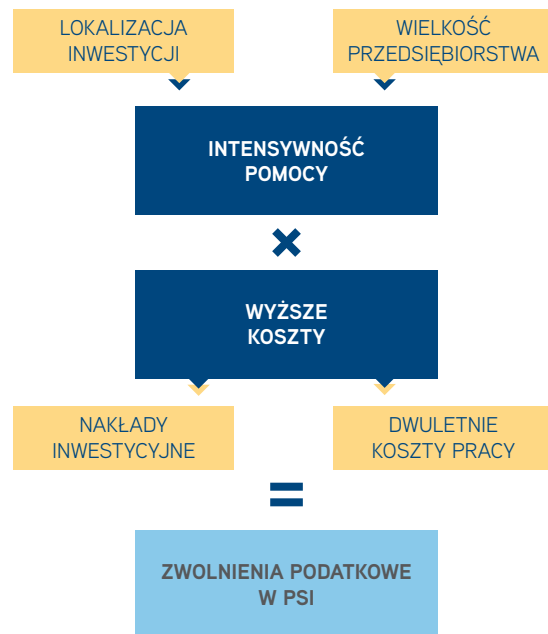 LOKALIZACJA
INWESTYCJI
WIELKOŚĆ
PRZEDSIĘBIORSTWA
INTENSYWNOŚĆ
POMOCY
×
WYŻSZE
KOSZTY
NAKŁADY
INWESTYCYJNE
DWULETNIE
KOSZTY PRACY
=
ZWOLNIENIA PODATKOWE
W PSI